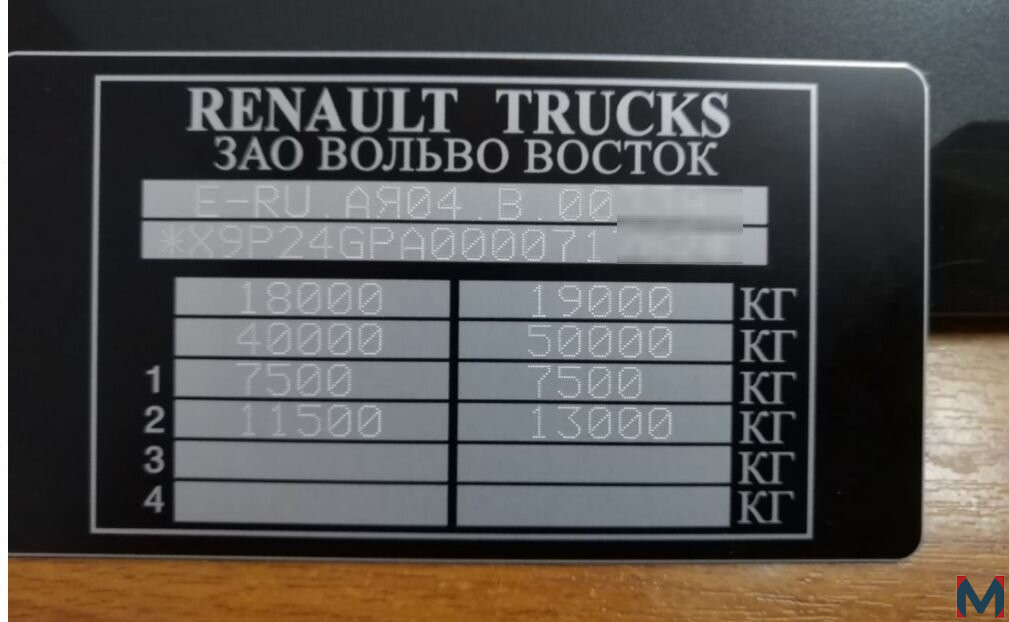 RENAULT TRUCKS
ЗАО ВОЛЬВО ВОСТОК
E-RU.АЯ04.В.00
*X9P24GPA000071
18000 19000 КГ
40000 50000 КГ
1 7500 7500 КГ
2 11500 13000 КГ
3 КГ
4 КГ
M